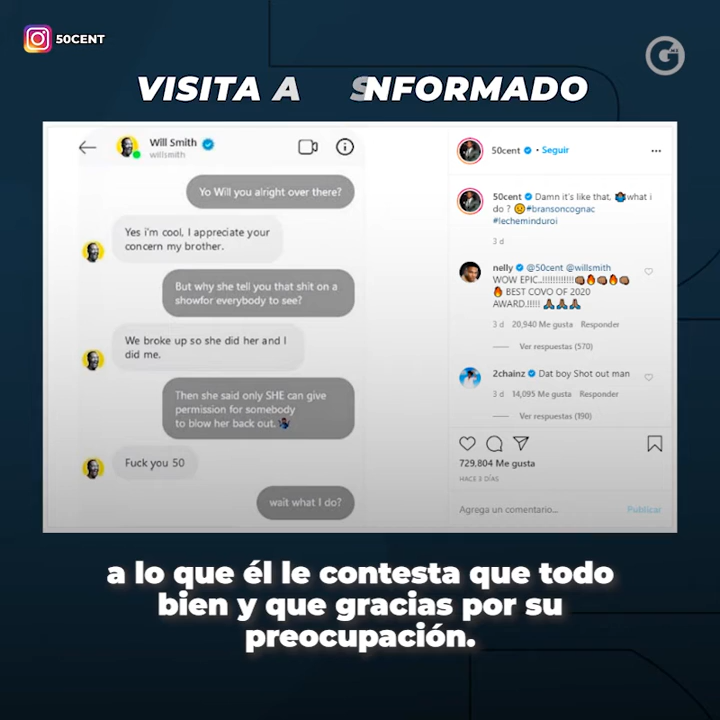 50CENT
G
VISITA A SNFORMADO
Will Smith
willsmith
Yo Will you alright over there?
Yes i'm cool, I appreciate your
concern my brother.
But why she tell you that shit on a
showfor everybody to see?
We broke up so she did her and I
did me.
Then she said only SHE can give
permission for somebody
to blow her back out.
Fuck you 50
wait what I do?
50cent • Seguir
50cent Damn it's like that, what i
do ? #bransoncognac
#lechemínduroi
3 d
nelly @50cent @willsmith
WOW EPIC..!!!!!!!!!!!!!
BEST COVO OF 2020
AWARD.!!!!!
3 d 20,940 Me gusta Responder
Ver respuestas (570)
2chainz Dat boy Shot out man
3 d 14,095 Me gusta Responder
Ver respuestas (190)
729,804 Me gusta
HACE 3 DÍAS
Agrega un comentario... Publicar
a lo que él le contesta que todo
bien y que gracias por su
preocupación.